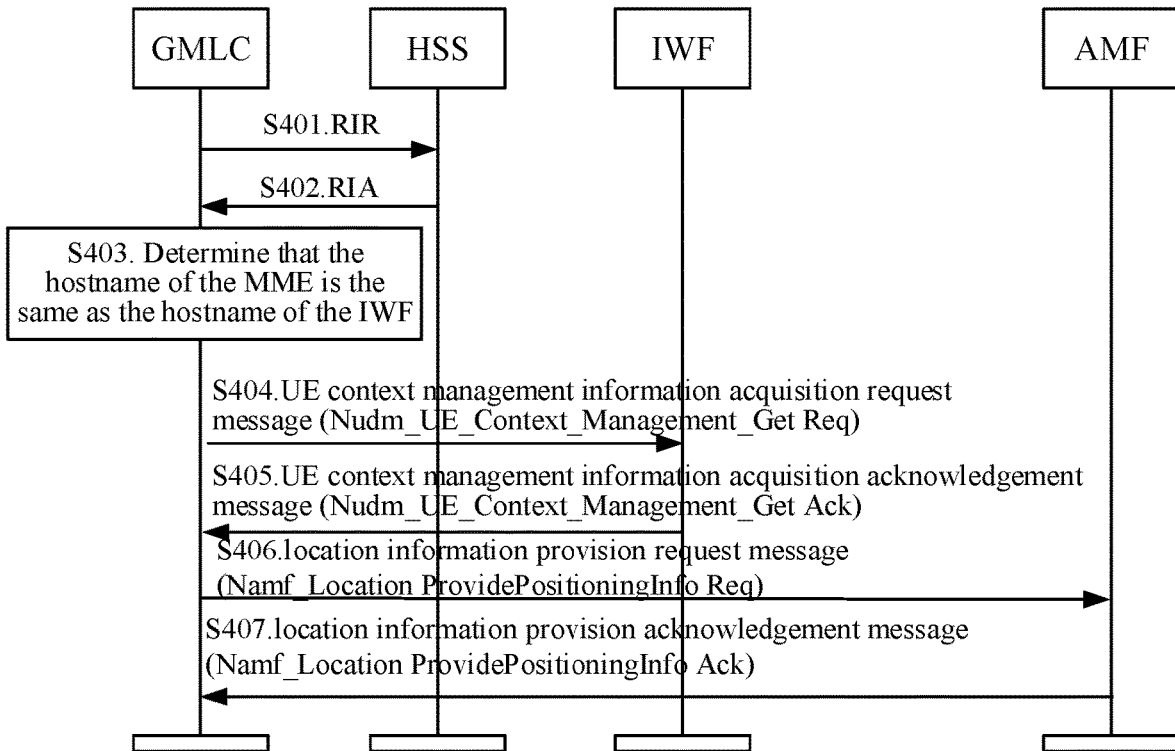 GMLC
HSS
IWF
AMF
S401.RIR
S402.RIA
S403. Determine that the
hostname of the MME is the
same as the hostname of the IWF
S404.UE context management information acquisition request
message (Nudm_UE_Context_Management_Get Req)
S405.UE context management information acquisition acknowledgement
message (Nudm_UE_Context_Management_Get Ack)
S406.location information provision request message
(Namf_Location ProvidePositioningInfo Req)
S407.location information provision acknowledgement message
(Namf_Location ProvidePositioningInfo Ack)